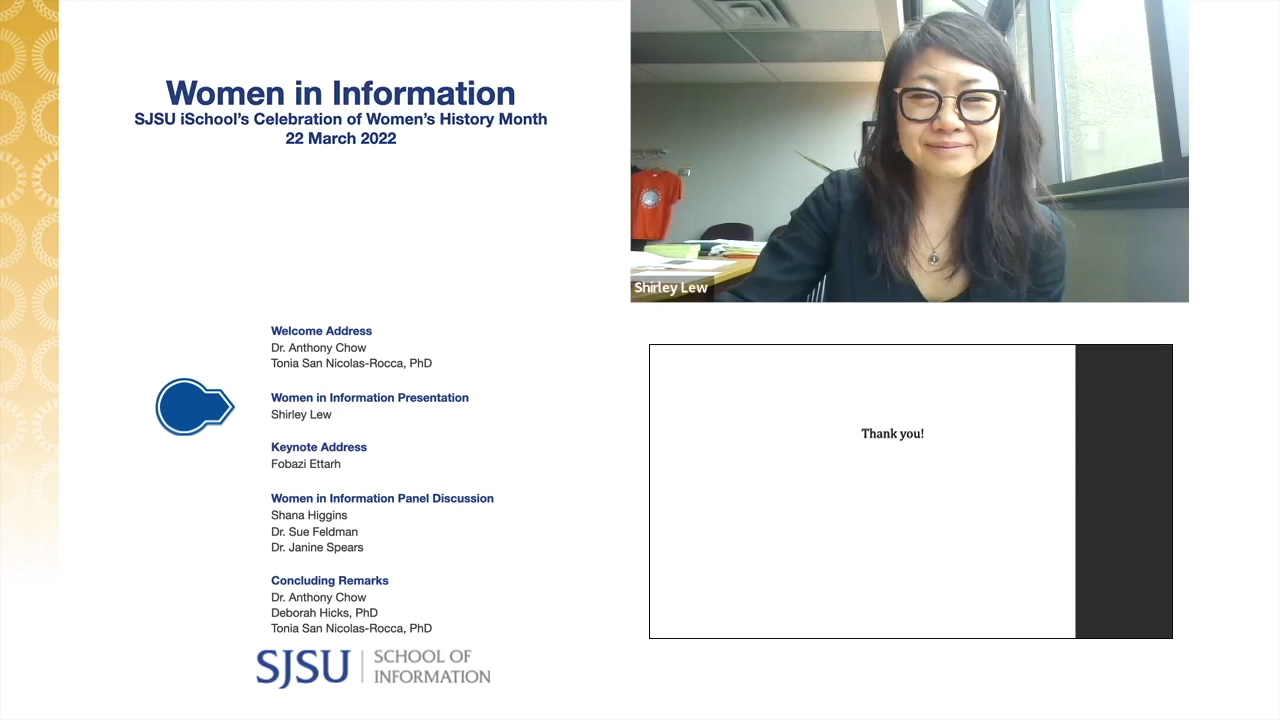 Women in Information
SJSU iSchool's Celebration of Women's History Month
22 March 2022
Shirley Lew
Welcome Address
Dr. Anthony Chow
Tonia San Nicolas-Rocca, PhD
Women in Information Presentation
Shirley Lew
Keynote Address
Fobazi Ettarh
Women in Information Panel Discussion
Shana Higgins
Dr. Sue Feldman
Dr. Janine Spears
Concluding Remarks
Dr. Anthony Chow
Deborah Hicks, PhD
Tonia San Nicolas-Rocca, PhD
SJSU
SCHOOL OF
INFORMATION
Thank you!